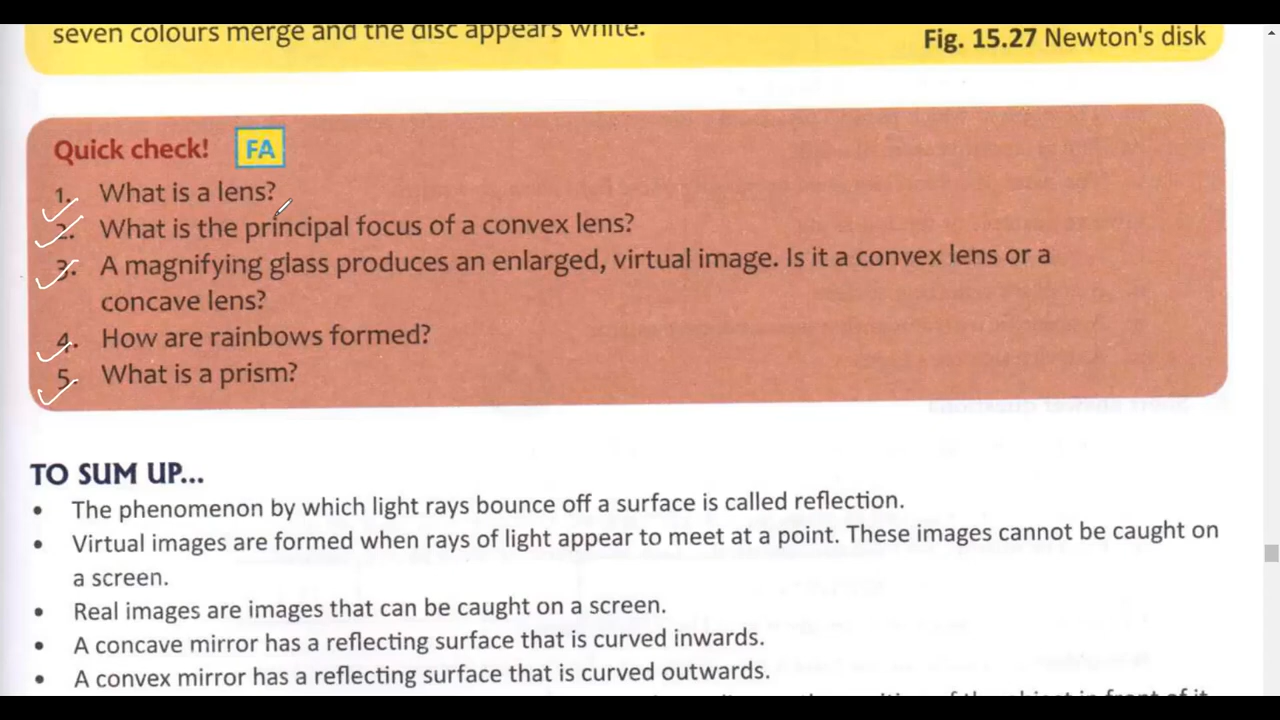 seven colours merge and the disc appears white.
Fig. 15.27 Newton's disk
Quick check! FA
1. What is a lens?
2. What is the principal focus of a convex lens?
3. A magnifying glass produces an enlarged, virtual image. Is it a convex lens or a
concave lens?
4. How are rainbows formed?
5. What is a prism?
TO SUM UP...
• The phenomenon by which light rays bounce off a surface is called reflection.
• Virtual images are formed when rays of light appear to meet at a point. These images cannot be caught on
a screen.
• Real images are images that can be caught on a screen.
• A concave mirror has a reflecting surface that is curved inwards.
• A convex mirror has a reflecting surface that is curved outwards.